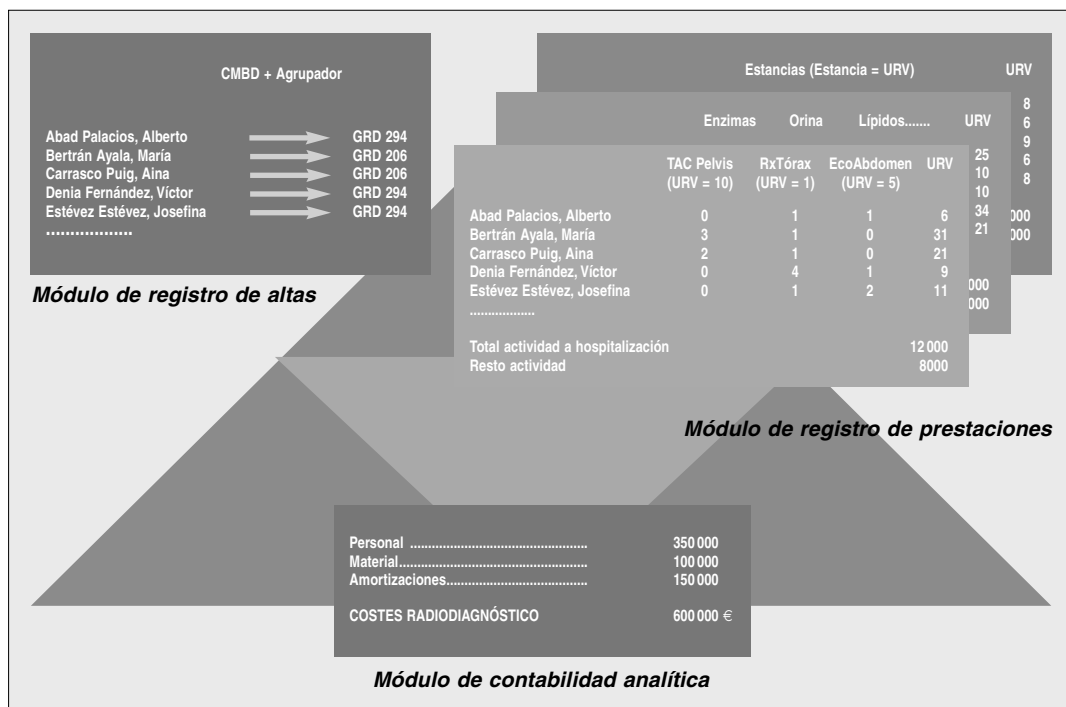 CMBD + Agrupador
Abad Palacios, Alberto GRD 294
Bertrán Ayala, María GRD 206
Carrasco Puig, Aina GRD 206
Denia Fernández, Víctor GRD 294
Estévez Estévez, Josefina GRD 294
..................
Módulo de registro de altas
Estancias (Estancia = URV) URV
8
6
9
6
8
000
000
Enzimas Orina Lípidos....... URV
25
10
10
34
21
000
000
TAC Pelvis RxTórax EcoAbdomen URV
(URV = 10) (URV = 1) (URV = 5)
Abad Palacios, Alberto 0 1 1 6
Bertrán Ayala, María 3 1 0 31
Carrasco Puig, Aina 2 1 0 21
Denia Fernández, Víctor 0 4 1 9
Estévez Estévez, Josefina 0 1 2 11
..................
Total actividad a hospitalización 12 000
Resto actividad 8000
Módulo de registro de prestaciones
Personal ................................................. 350 000
Material.................................................... 100 000
Amortizaciones....................................... 150 000
COSTES RADIODIAGNÓSTICO 600 000 €
Módulo de contabilidad analítica